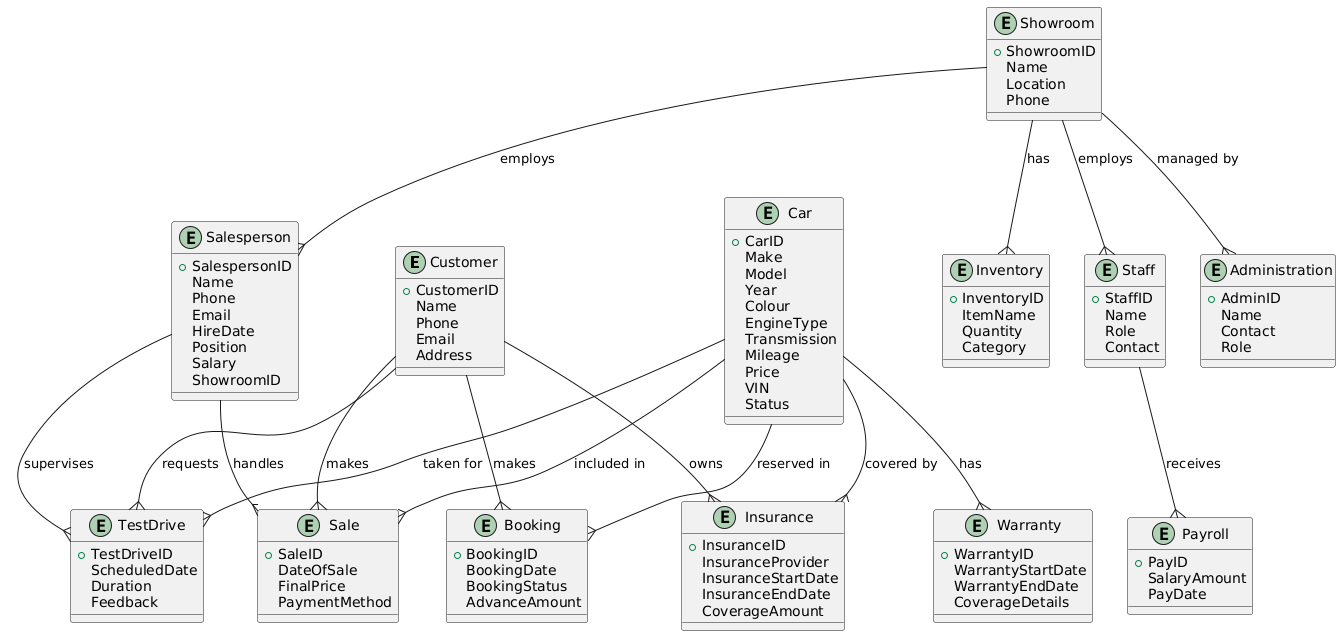 E Showroom
ShowroomID
Name
Location
Phone
employs
has
employs
managed by
E Salesperson
SalespersonID
Name
Phone
Email
HireDate
Position
Salary
ShowroomID
E Customer
CustomerID
Name
Phone
Email
Address
E Car
CarID
Make
Model
Year
Colour
EngineType
Transmission
Mileage
Price
VIN
Status
E Inventory
InventoryID
ItemName
Quantity
Category
E Staff
StaffID
Name
Role
Contact
E Administration
AdminID
Name
Contact
Role
supervises
requests
handles
makes
taken for
makes
included in
owns
reserved in
covered by
has
receives
E TestDrive
TestDriveID
ScheduledDate
Duration
Feedback
E Sale
SaleID
DateOfSale
FinalPrice
PaymentMethod
E Booking
BookingID
BookingDate
BookingStatus
AdvanceAmount
E Insurance
InsuranceID
InsuranceProvider
InsuranceStartDate
InsuranceEndDate
CoverageAmount
E Warranty
WarrantyID
WarrantyStartDate
WarrantyEndDate
CoverageDetails
E Payroll
PayID
SalaryAmount
PayDate